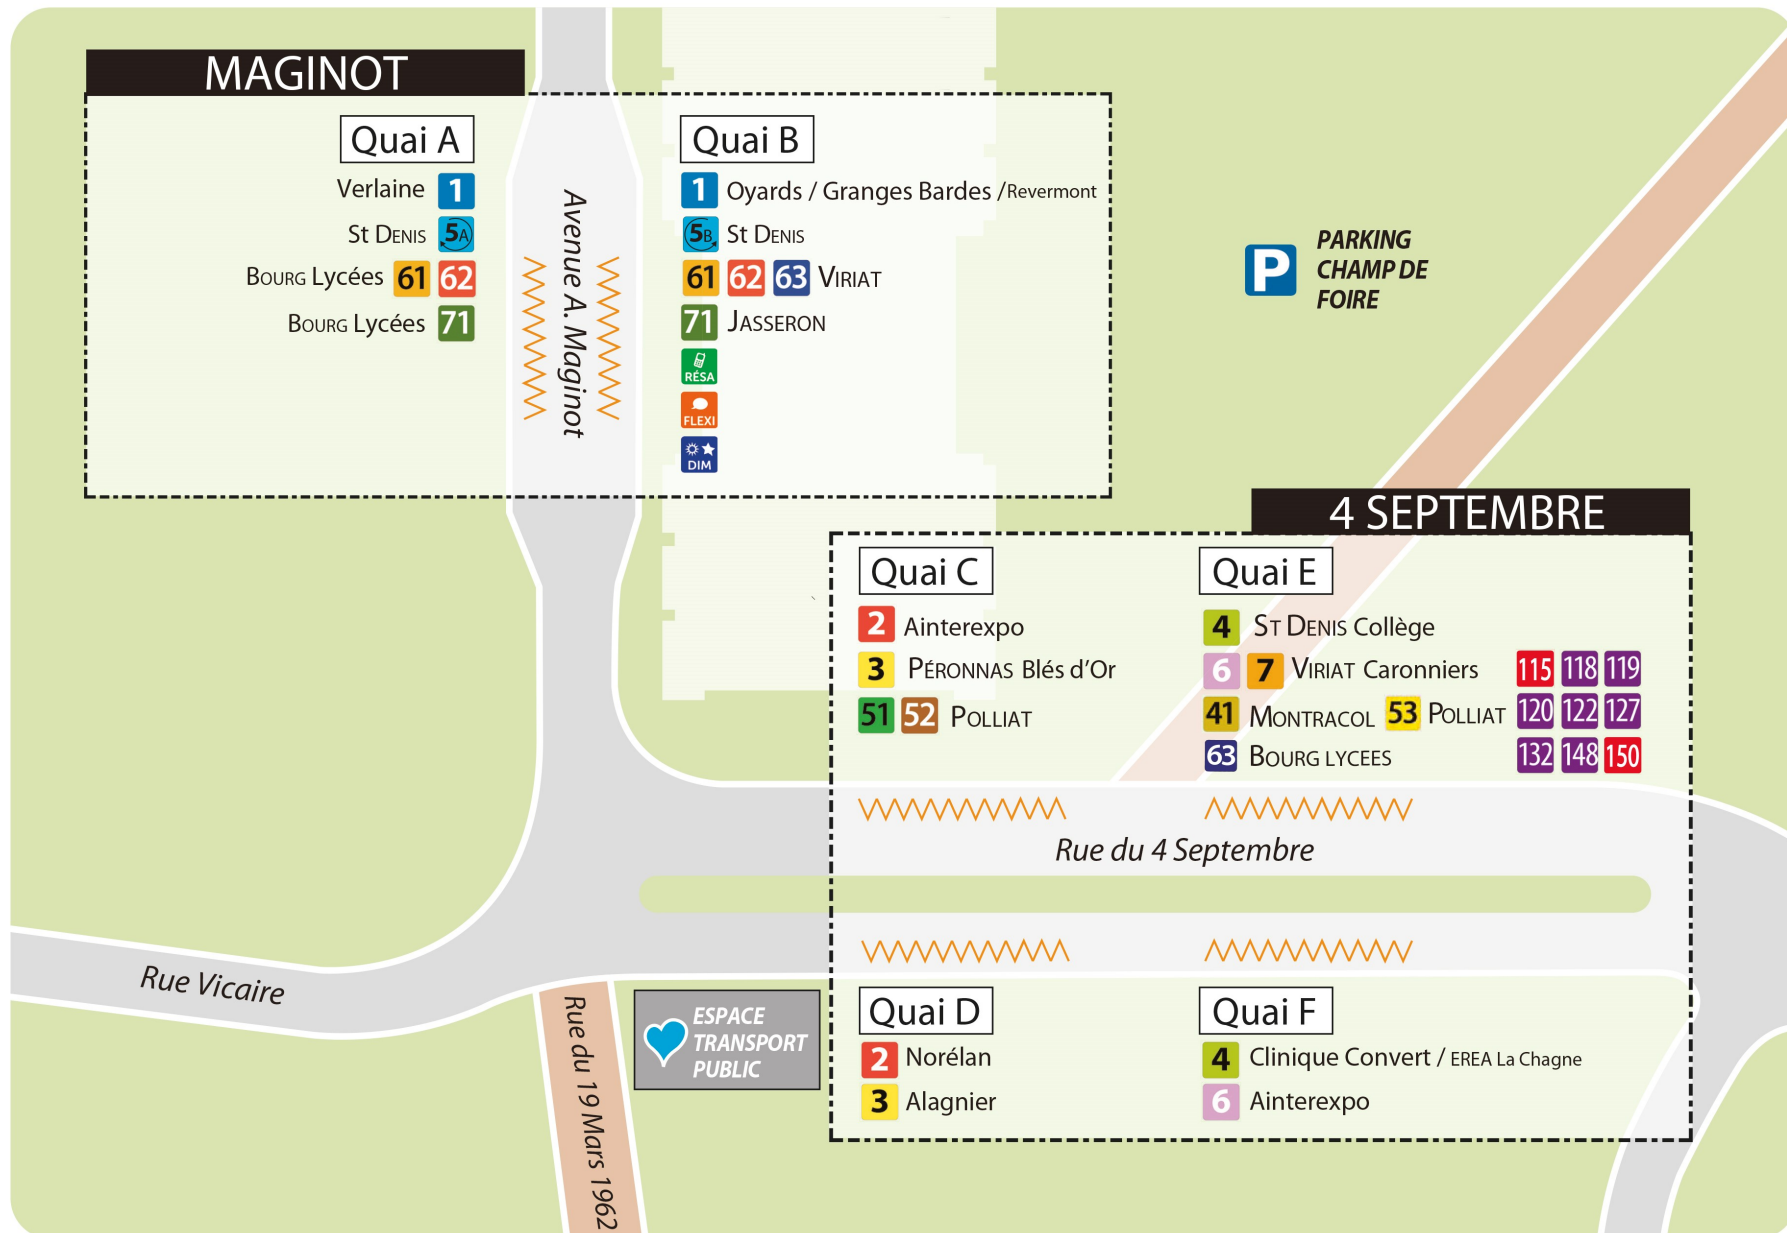 MAGINOT
Quai A
Verlaine 1
St DENIS 5A
BOURG Lycées 61 62
BOURG Lycées 71
Avenue A. Maginot
Quai B
1 Oyards / Granges Bardes /Revermont
5B St DENIS
61 62 63 VIRIAT
71 JASSERON
RÉSA
FLEXI
DIM
P PARKING
CHAMP DE
FOIRE
4 SEPTEMBRE
Quai C
2 Ainterexpo
3 PÉRONNAS Blés d'Or
51 52 POLLIAT
Quai E
4 ST DENIS Collège
6 7 VIRIAT Caronniers
41 MONTRACOL 53 POLLIAT
63 BOURG LYCEES
115 118 119
120 122 127
132 148 150
Rue du 4 Septembre
Rue Vicaire
Rue du 19 Mars 1962
ESPACE
TRANSPORT
PUBLIC
Quai D
2 Norélan
3 Alagnier
Quai F
4 Clinique Convert / EREA La Chagne
6 Ainterexpo